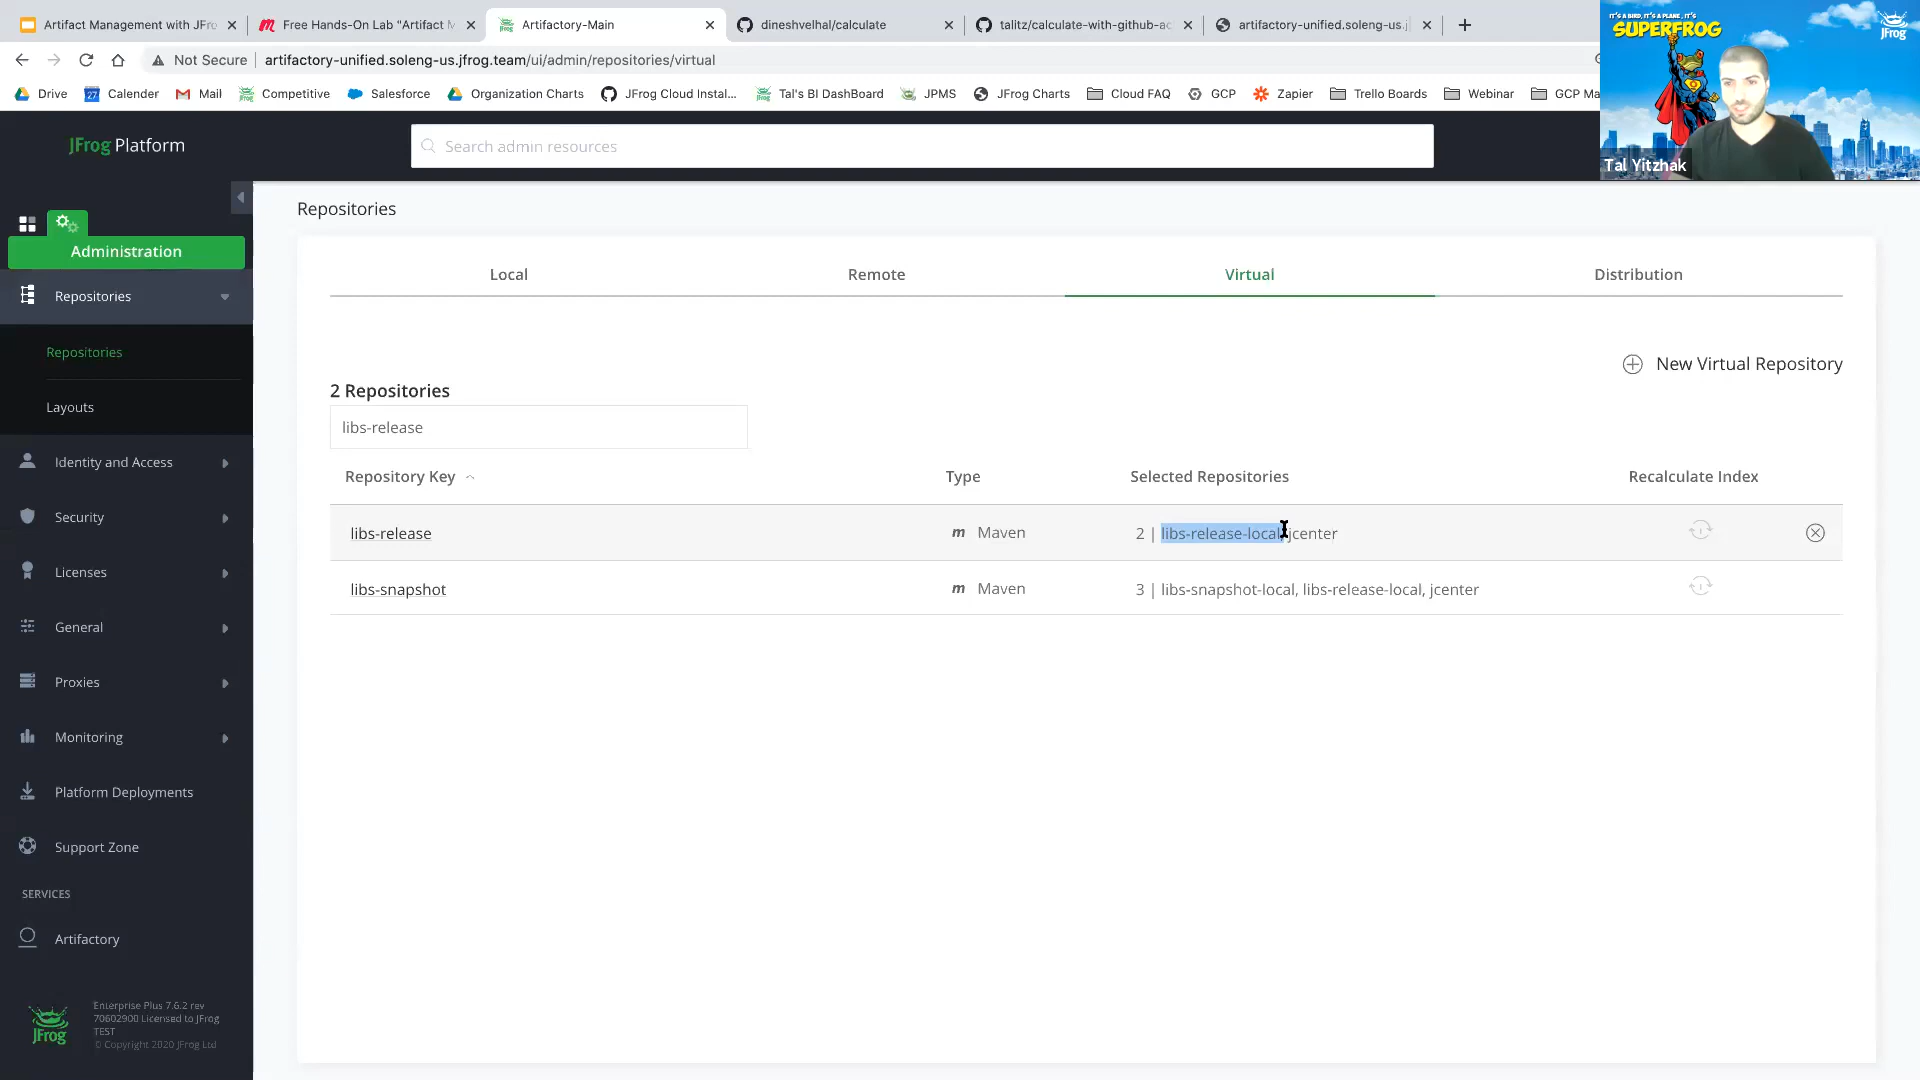 Artifact Management with JFro
Free Hands-On Lab "Artifact M
Artifactory-Main
dineshvelhal/calculate
talitz/calculate-with-github-ac
artifactory-unified.soleng-us.j
Not Secure
artifactory-unified.soleng-us.jfrog.team/ui/admin/repositories/virtual
Drive
27
Calender
Mail
Competitive
Salesforce
Organization Charts
JFrog Cloud Instal...
Tal's BI DashBoard
JPMS
JFrog Charts
Cloud FAQ
GCP
Zapier
Trello Boards
Webinar
GCP Ma
IT'S A BIRD, IT'S A PLANE, IT'S
SUPERFROG
JFrog
Tal Yitzhak
JFrog Platform
Search admin resources
Administration
Repositories
Repositories
Layouts
Identity and Access
Security
Licenses
General
Proxies
Monitoring
Platform Deployments
Support Zone
SERVICES
Artifactory
JFrog
Enterprise Plus 7.6.2 rev
70602900 Licensed to JFrog
TEST
© Copyright 2020 JFrog Ltd
Repositories
Local
Remote
Virtual
Distribution
New Virtual Repository
2 Repositories
libs-release
Repository Key
Type
Selected Repositories
Recalculate Index
libs-release
m Maven
2 | libs-release-local, jcenter
libs-snapshot
m Maven
3 | libs-snapshot-local, libs-release-local, jcenter